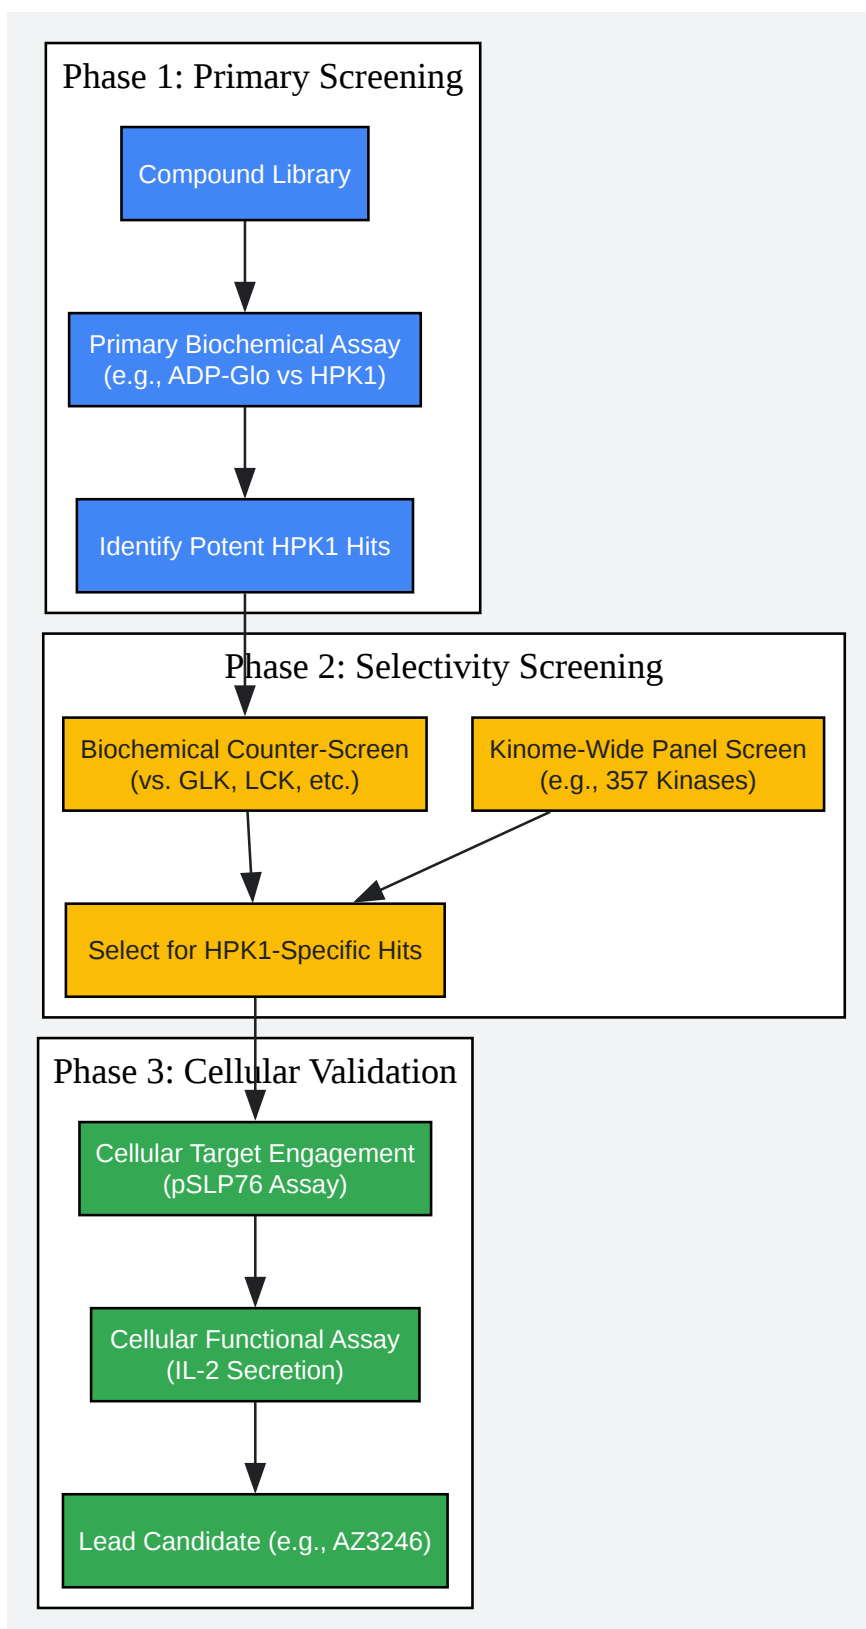 Phase 1: Primary Screening
Compound Library
Primary Biochemical Assay
(e.g., ADP-Glo vs HPK1)
Identify Potent HPK1 Hits
Phase 2: Selectivity Screening
Biochemical Counter-Screen
(vs. GLK, LCK, etc.)
Kinome-Wide Panel Screen
(e.g., 357 Kinases)
Select for HPK1-Specific Hits
Phase 3: Cellular Validation
Cellular Target Engagement
(pSLP76 Assay)
Cellular Functional Assay
(IL-2 Secretion)
Lead Candidate (e.g., AZ3246)